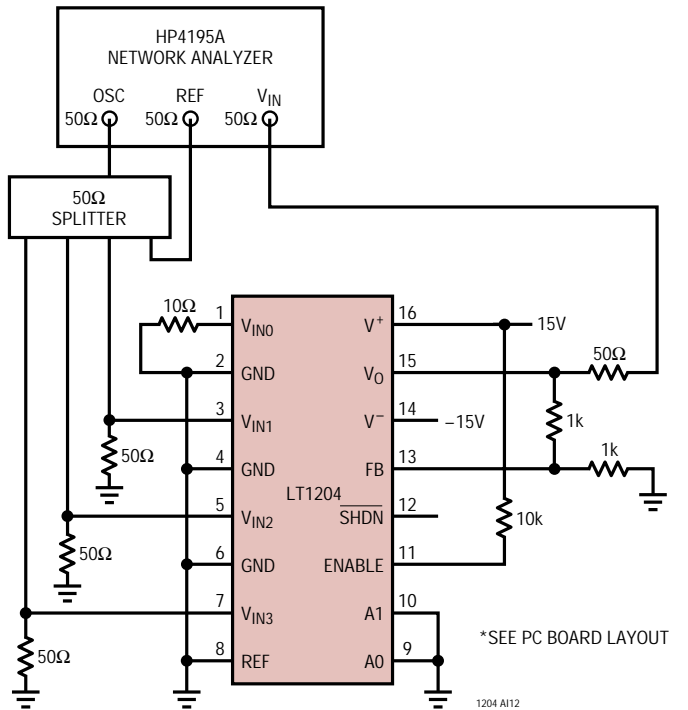 HP4195A
NETWORK ANALYZER
OSC REF VIN
50Ω 50Ω 50Ω
50Ω
SPLITTER
10Ω
1 VIN0
2 GND
3 VIN1
50Ω
4 GND
5 VIN2
50Ω
6 GND
7 VIN3
50Ω
8 REF
LT1204
16 V+
15V
15 VO
50Ω
14 V−
−15V
1k
13 FB
1k
12 SHDN
10k
11 ENABLE
10 A1
9 A0
*SEE PC BOARD LAYOUT
1204 AI12